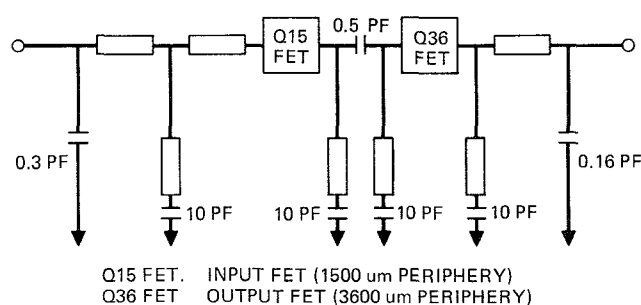 0.5 PF
Q15
FET
Q36
FET
0.3 PF
10 PF
10 PF
10 PF
10 PF
0.16 PF
Q15 FET. INPUT FET (1500 um PERIPHERY)
Q36 FET OUTPUT FET (3600 um PERIPHERY)